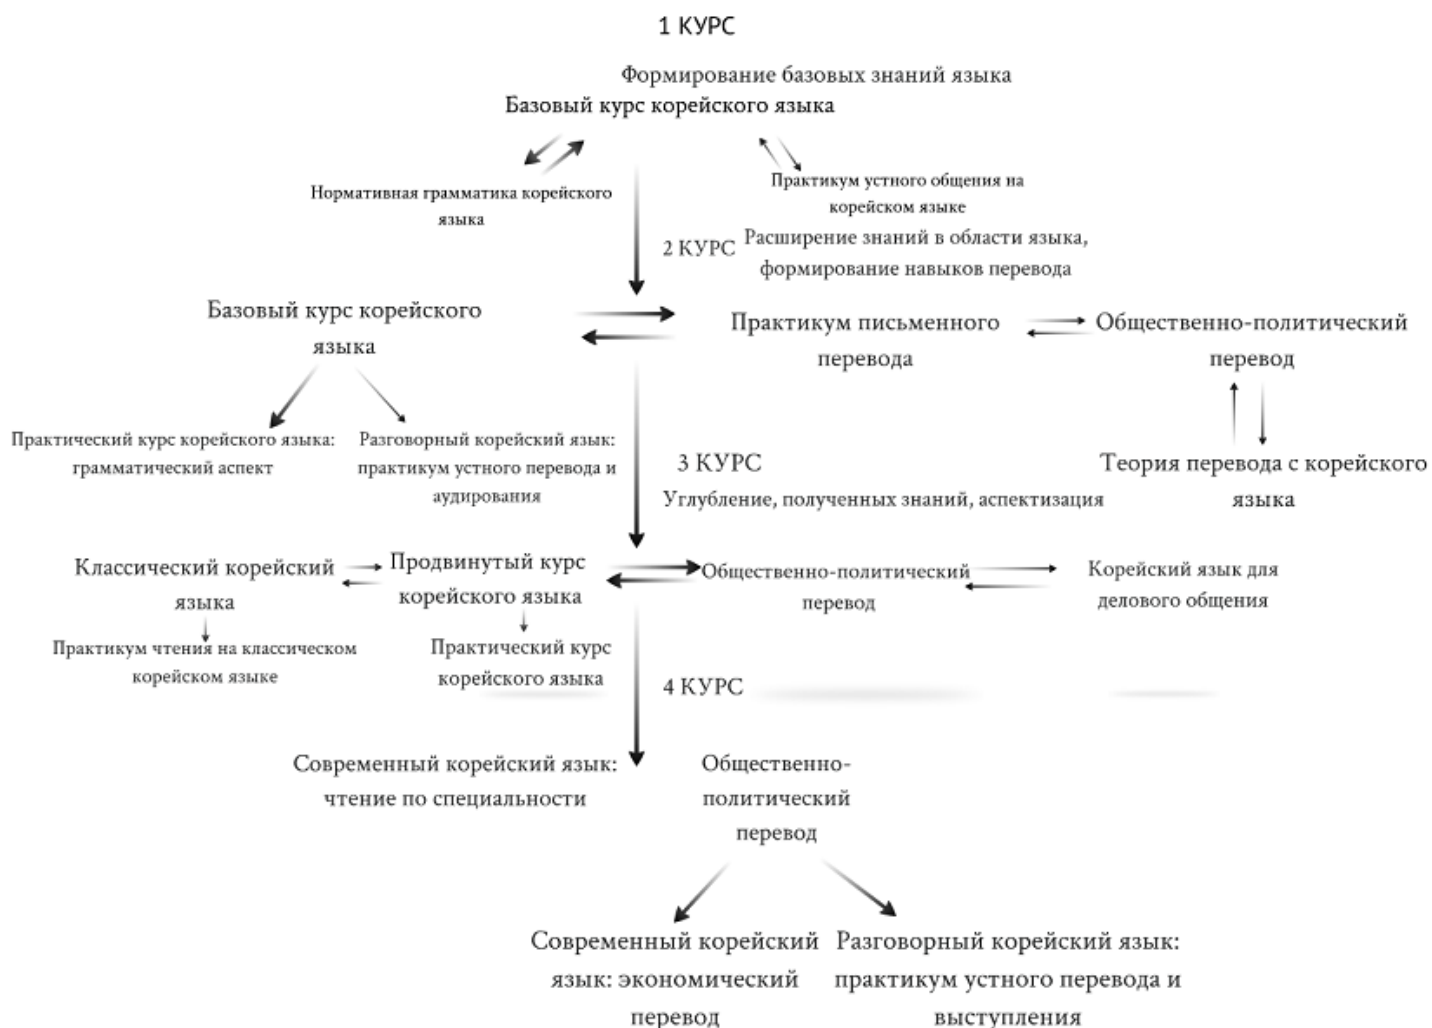 1 КУРС
Формирование базовых знаний языка
Базовый курс корейского языка
Нормативная грамматика корейского
языка
Практикум устного общения на
корейском языке
2 КУРС
Расширение знаний в области языка,
формирование навыков перевода
Базовый курс корейского
языка
Практикум письменного
перевода
Общественно-политический
перевод
Практический курс корейского языка:
грамматический аспект
Разговорный корейский язык:
практикум устного перевода и
аудирования
3 КУРС
Углубление, полученных знаний, аспектизация
Теория перевода с корейского
языка
Классический корейский
языка
Продвинутый курс
корейского языка
Общественно-политический
перевод
Корейский язык для
делового общения
Практикум чтения на классическом
корейском языке
Практический курс
корейского языка
4 КУРС
Современный корейский язык:
чтение по специальности
Общественно-
политический
перевод
Современный корейский
язык: экономический
перевод
Разговорный корейский язык:
практикум устного перевода и
выступления